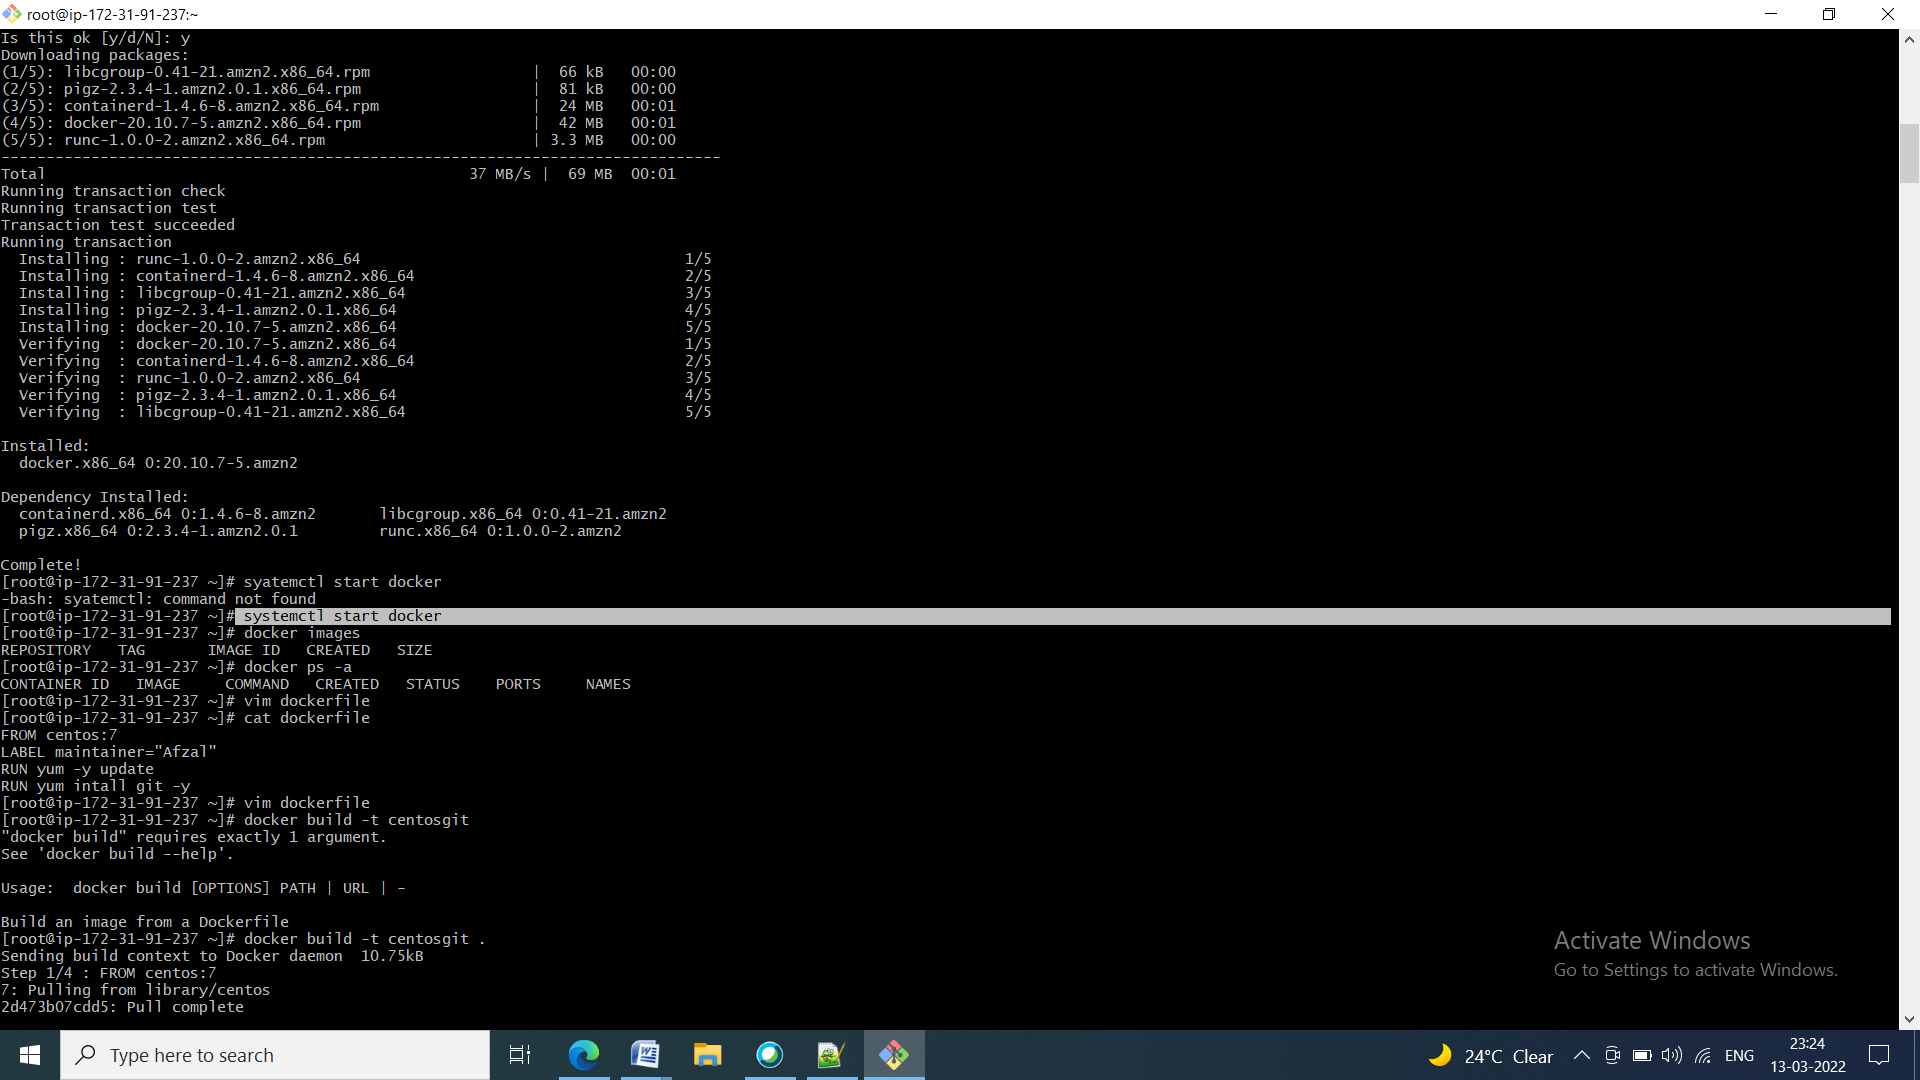 root@ip-172-31-91-237:~
Is this ok [y/d/N]: y
Downloading packages:
(1/5): libcgroup-0.41-21.amzn2.x86_64.rpm | 66 kB 00:00
(2/5): pigz-2.3.4-1.amzn2.0.1.x86_64.rpm | 81 kB 00:00
(3/5): containerd-1.4.6-8.amzn2.x86_64.rpm | 24 MB 00:01
(4/5): docker-20.10.7-5.amzn2.x86_64.rpm | 42 MB 00:01
(5/5): runc-1.0.0-2.amzn2.x86_64.rpm | 3.3 MB 00:00
--------------------------------------------------------------------------------
Total 37 MB/s | 69 MB 00:01
Running transaction check
Running transaction test
Transaction test succeeded
Running transaction
Installing : runc-1.0.0-2.amzn2.x86_64 1/5
Installing : containerd-1.4.6-8.amzn2.x86_64 2/5
Installing : libcgroup-0.41-21.amzn2.x86_64 3/5
Installing : pigz-2.3.4-1.amzn2.0.1.x86_64 4/5
Installing : docker-20.10.7-5.amzn2.x86_64 5/5
Verifying : docker-20.10.7-5.amzn2.x86_64 1/5
Verifying : containerd-1.4.6-8.amzn2.x86_64 2/5
Verifying : runc-1.0.0-2.amzn2.x86_64 3/5
Verifying : pigz-2.3.4-1.amzn2.0.1.x86_64 4/5
Verifying : libcgroup-0.41-21.amzn2.x86_64 5/5
Installed:
docker.x86_64 0:20.10.7-5.amzn2
Dependency Installed:
containerd.x86_64 0:1.4.6-8.amzn2 libcgroup.x86_64 0:0.41-21.amzn2
pigz.x86_64 0:2.3.4-1.amzn2.0.1 runc.x86_64 0:1.0.0-2.amzn2
Complete!
[root@ip-172-31-91-237 ~]# syatemctl start docker
-bash: syatemctl: command not found
[root@ip-172-31-91-237 ~]# systemctl start docker
[root@ip-172-31-91-237 ~]# docker images
REPOSITORY TAG IMAGE ID CREATED SIZE
[root@ip-172-31-91-237 ~]# docker ps -a
CONTAINER ID IMAGE COMMAND CREATED STATUS PORTS NAMES
[root@ip-172-31-91-237 ~]# vim dockerfile
[root@ip-172-31-91-237 ~]# cat dockerfile
FROM centos:7
LABEL maintainer="Afzal"
RUN yum -y update
RUN yum intall git -y
[root@ip-172-31-91-237 ~]# vim dockerfile
[root@ip-172-31-91-237 ~]# docker build -t centosgit
"docker build" requires exactly 1 argument.
See 'docker build --help'.
Usage: docker build [OPTIONS] PATH | URL | -
Build an image from a Dockerfile
[root@ip-172-31-91-237 ~]# docker build -t centosgit .
Sending build context to Docker daemon 10.75kB
Step 1/4 : FROM centos:7
7: Pulling from library/centos
2d473b07cdd5: Pull complete
Activate Windows
Go to Settings to activate Windows.
Type here to search
24°C Clear
ENG
23:24
13-03-2022